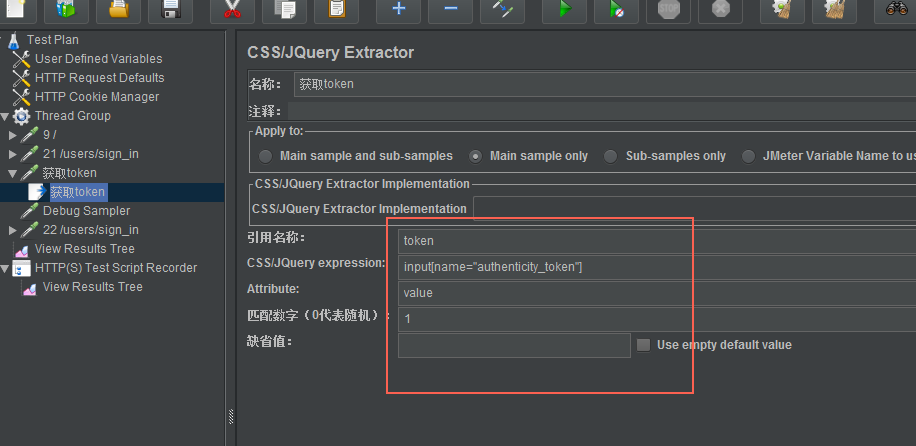 STOP
Test Plan
User Defined Variables
HTTP Request Defaults
HTTP Cookie Manager
Thread Group
9 /
21 /users/sign_in
获取token
获取token
Debug Sampler
22 /users/sign_in
View Results Tree
HTTP(S) Test Script Recorder
View Results Tree
CSS/JQuery Extractor
名称： 获取token
注释：
Apply to:
Main sample and sub-samples Main sample only Sub-samples only JMeter Variable Name to us
CSS/JQuery Extractor Implementation
CSS/JQuery Extractor Implementation
引用名称： token
CSS/JQuery expression: input[name="authenticity_token"]
Attribute: value
匹配数字（0代表随机）： 1
缺省值： Use empty default value